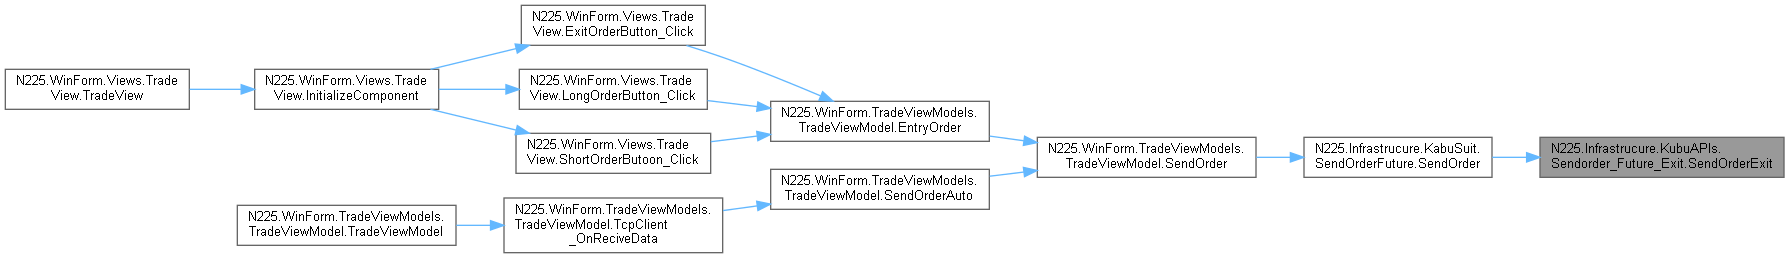 N225.WinForm.Views.Trade
View.ExitOrderButton_Click
N225.WinForm.Views.Trade
View.TradeView
N225.WinForm.Views.Trade
View.InitializeComponent
N225.WinForm.Views.Trade
View.LongOrderButton_Click
N225.WinForm.Views.Trade
View.ShortOrderButoon_Click
N225.WinForm.TradeViewModels.
TradeViewModel.EntryOrder
N225.WinForm.TradeViewModels.
TradeViewModel.SendOrder
N225.Infrastrucure.KabuSuit.
SendOrderFuture.SendOrder
N225.Infrastrucure.KubuAPIs.
Sendorder_Future_Exit.SendOrderExit
N225.WinForm.TradeViewModels.
TradeViewModel.SendOrderAuto
N225.WinForm.TradeViewModels.
TradeViewModel.TradeViewModel
N225.WinForm.TradeViewModels.
TradeViewModel.TcpClient
_OnReciveData